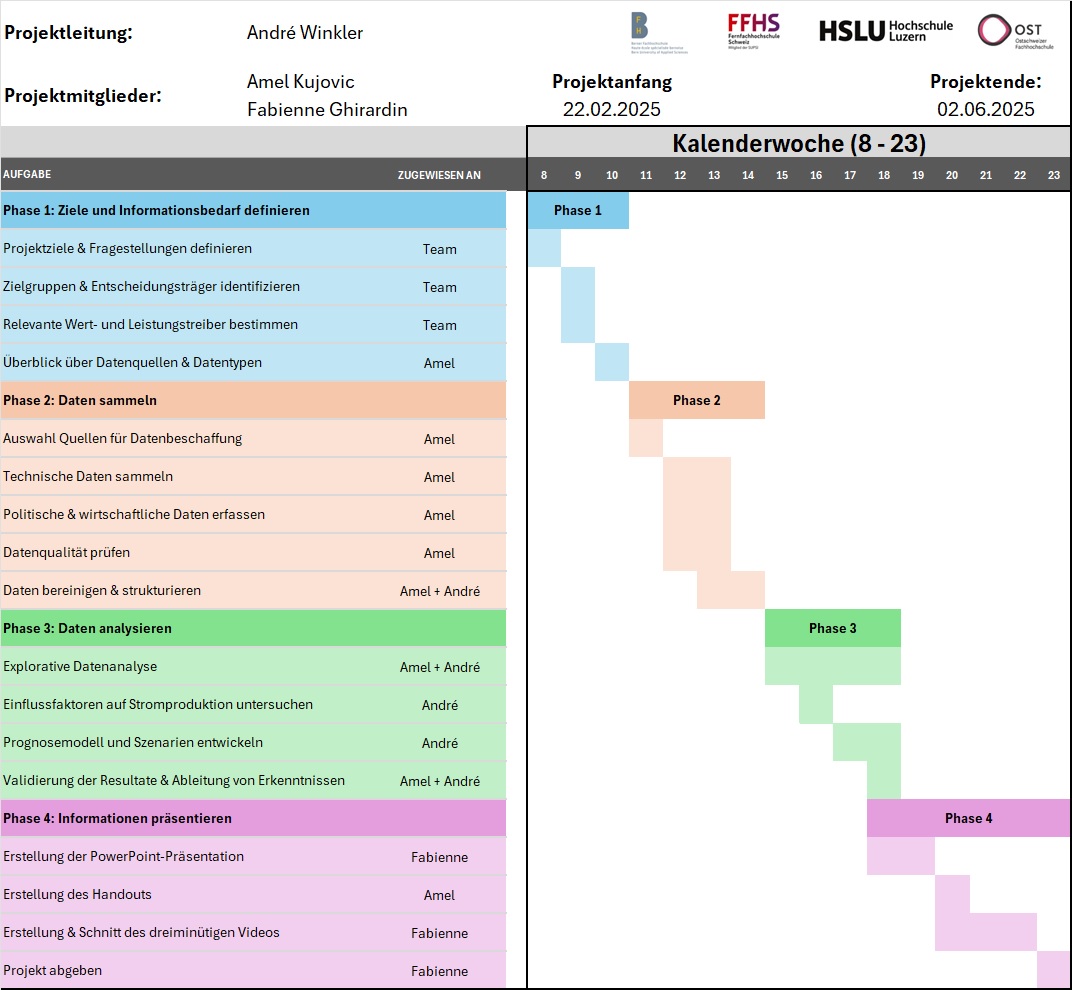 Projektleitung:
André Winkler
B
F H
FFHS
Fernfachhochschule
Schweiz
Mitglied der SUPSI
HSLU Hochschule
Luzern
OST
Ostschweizer
Fachhochschule
Projektmitglieder:
Amel Kujovic
Fabienne Ghirardin
Projektanfang
22.02.2025
Projektende:
02.06.2025
Kalenderwoche (8 - 23)
AUFGABE ZUGEWIESEN AN 8 9 10 11 12 13 14 15 16 17 18 19 20 21 22 23
Phase 1: Ziele und Informationsbedarf definieren Phase 1
Projektziele & Fragestellungen definieren Team
Zielgruppen & Entscheidungsträger identifizieren Team
Relevante Wert- und Leistungstreiber bestimmen Team
Überblick über Datenquellen & Datentypen Amel
Phase 2: Daten sammeln Phase 2
Auswahl Quellen für Datenbeschaffung Amel
Technische Daten sammeln Amel
Politische & wirtschaftliche Daten erfassen Amel
Datenqualität prüfen Amel
Daten bereinigen & strukturieren Amel + André
Phase 3: Daten analysieren Phase 3
Explorative Datenanalyse Amel + André
Einflussfaktoren auf Stromproduktion untersuchen André
Prognosemodell und Szenarien entwickeln André
Validierung der Resultate & Ableitung von Erkenntnissen Amel + André
Phase 4: Informationen präsentieren Phase 4
Erstellung der PowerPoint-Präsentation Fabienne
Erstellung des Handouts Amel
Erstellung & Schnitt des dreiminütigen Videos Fabienne
Projekt abgeben Fabienne